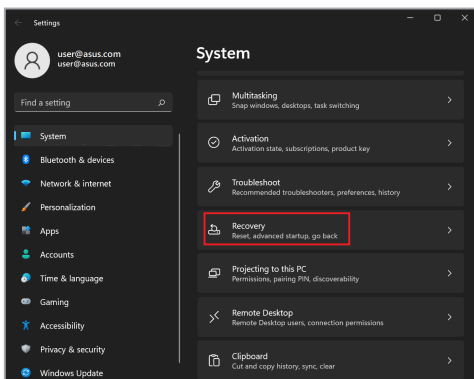 Settings
user@asus.com
user@asus.com
Find a setting
System
Bluetooth & devices
Network & internet
Personalization
Apps
Accounts
Time & language
Gaming
Accessibility
Privacy & security
Windows Update
System
Multitasking
Snap windows, desktops, task switching
Activation
Activation state, subscriptions, product key
Troubleshoot
Recommended troubleshooters, preferences, history
Recovery
Reset, advanced startup, go back
Projecting to this PC
Permissions, pairing PIN, discoverability
Remote Desktop
Remote Desktop users, connection permissions
Clipboard
Cut and copy history, sync, clear